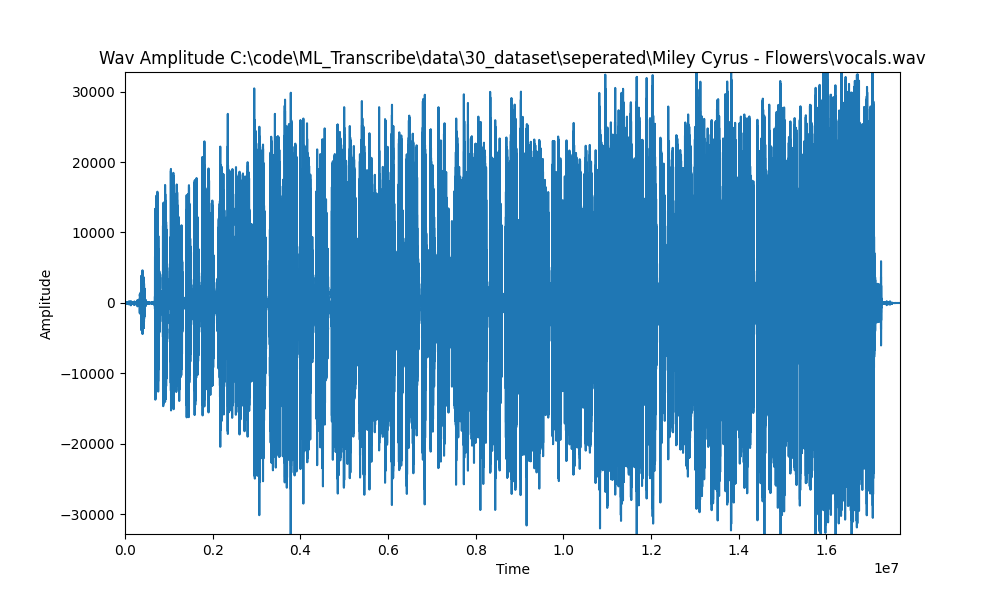 Wav Amplitude C:\code\ML_Transcribe\data\30_dataset\seperated\Miley Cyrus - Flowers\vocals.wav
30000
20000
10000
0
−10000
−20000
−30000
Amplitude
0.0 0.2 0.4 0.6 0.8 1.0 1.2 1.4 1.6
1e7
Time